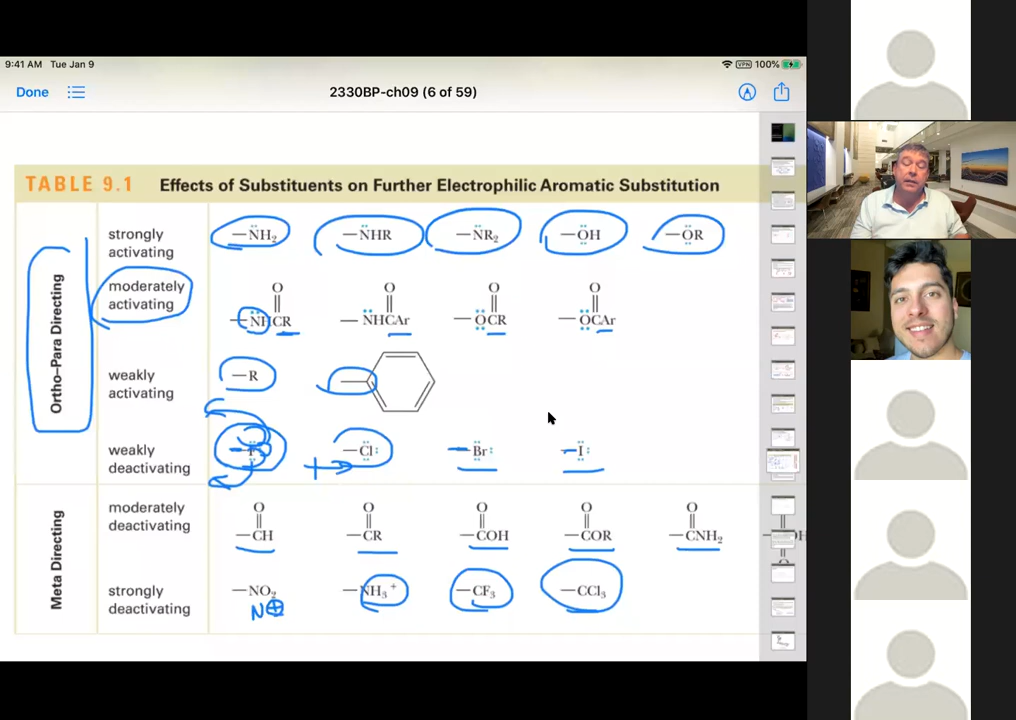 9:41 AM Tue Jan 9
VPN 100%
Done
2330BP-ch09 (6 of 59)
TABLE 9.1 Effects of Substituents on Further Electrophilic Aromatic Substitution
Ortho–Para Directing
strongly
activating
—NH₂ —NHR —NR₂ —OH —OR
moderately
activating
O O O O
—NHCR —NHCAr —OCR —OCAr
weakly
activating
—R
weakly
deactivating
—F: —Cl: —Br: —I:
Meta Directing
moderately
deactivating
O O O O O
—CH —CR —COH —COR —CNH₂
strongly
deactivating
—NO₂ —NH₃⁺ —CF₃ —CCl₃
N⊕